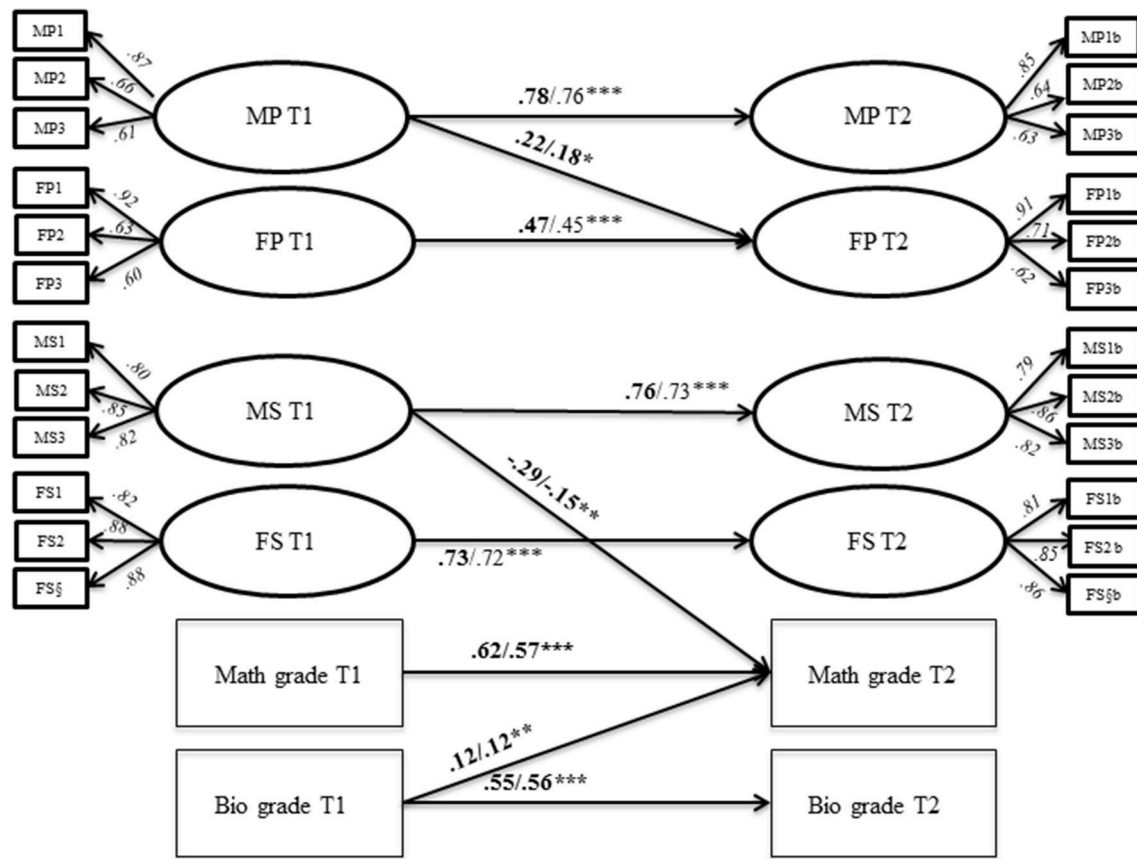 MP1
MP2
MP3
.87
.66
.61
MP T1
.78/.76***
.22/.18*
MP T2
.85
.64
.63
MP1b
MP2b
MP3b
FP1
FP2
FP3
.92
.63
.60
FP T1
.47/.45***
FP T2
.91
.71
.62
FP1b
FP2b
FP3b
MS1
MS2
MS3
.80
.85
.82
MS T1
.76/.73***
-.29/-.15**
MS T2
.79
.86
.82
MS1b
MS2b
MS3b
FS1
FS2
FS§
.82
.88
.88
FS T1
.73/.72***
FS T2
.81
.85
.86
FS1b
FS2b
FS§b
Math grade T1
.62/.57***
Math grade T2
.12/.12**
Bio grade T1
.55/.56***
Bio grade T2